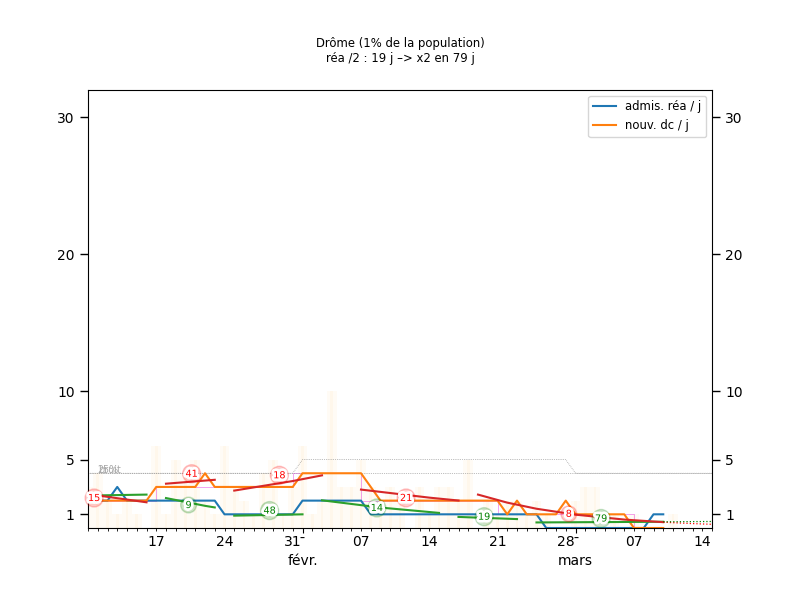 Drôme (1% de la population)
réa /2 : 19 j –> x2 en 79 j
admis. réa / j
nouv. dc / j
30 30
20 20
10 10
5 5
1 1
41 18
15 9 48 14 21 19 8 79
17 24 31 07 14 21 28 07 14
févr. mars